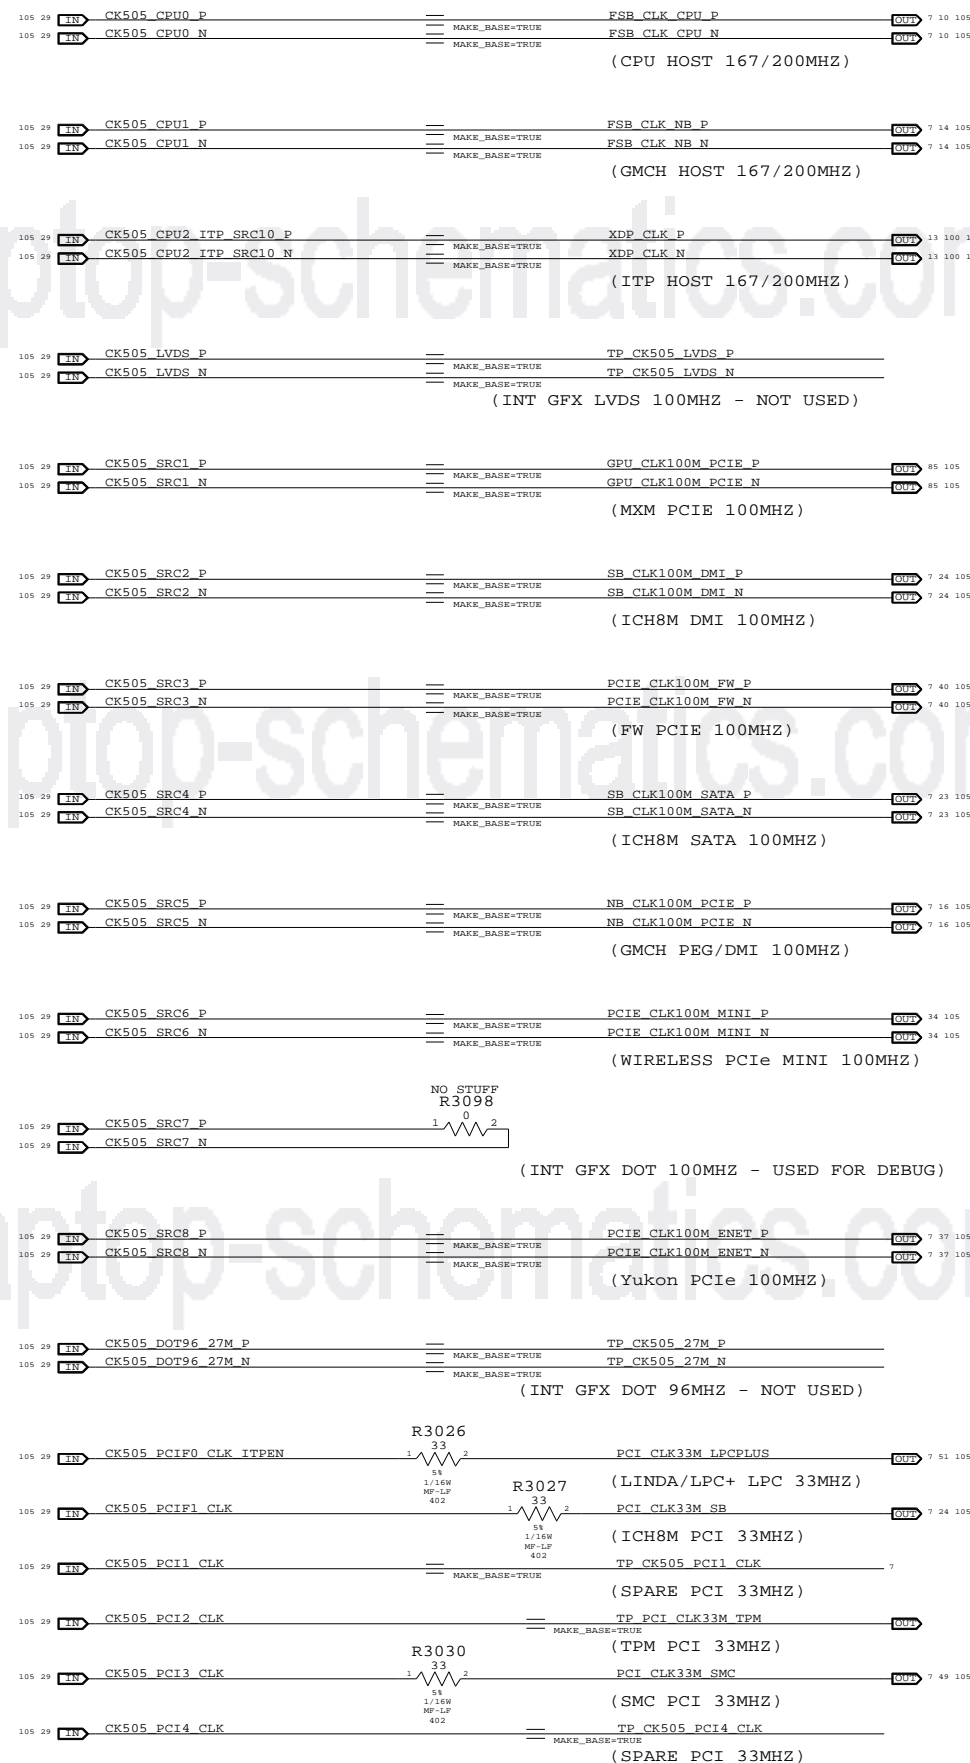 105 29 IN CK505_CPU0_P FSB_CLK_CPU_P OUT 7 10 105
MAKE_BASE=TRUE
105 29 IN CK505_CPU0_N FSB_CLK_CPU_N OUT 7 10 105
MAKE_BASE=TRUE
(CPU HOST 167/200MHZ)
105 29 IN CK505_CPU1_P FSB_CLK_NB_P OUT 7 14 105
MAKE_BASE=TRUE
105 29 IN CK505_CPU1_N FSB_CLK_NB_N OUT 7 14 105
MAKE_BASE=TRUE
(GMCH HOST 167/200MHZ)
105 29 IN CK505_CPU2_ITP_SRC10_P XDP_CLK_P OUT 13 100 1
MAKE_BASE=TRUE
105 29 IN CK505_CPU2_ITP_SRC10_N XDP_CLK_N OUT 13 100 1
MAKE_BASE=TRUE
(ITP HOST 167/200MHZ)
ptop-schematics.com
105 29 IN CK505_LVDS_P TP_CK505_LVDS_P
MAKE_BASE=TRUE
105 29 IN CK505_LVDS_N TP_CK505_LVDS_N
MAKE_BASE=TRUE
(INT GFX LVDS 100MHZ - NOT USED)
105 29 IN CK505_SRC1_P GPU_CLK100M_PCIE_P OUT 85 105
MAKE_BASE=TRUE
105 29 IN CK505_SRC1_N GPU_CLK100M_PCIE_N OUT 85 105
MAKE_BASE=TRUE
(MXM PCIE 100MHZ)
105 29 IN CK505_SRC2_P SB_CLK100M_DMI_P OUT 7 24 105
MAKE_BASE=TRUE
105 29 IN CK505_SRC2_N SB_CLK100M_DMI_N OUT 7 24 105
MAKE_BASE=TRUE
(ICH8M DMI 100MHZ)
105 29 IN CK505_SRC3_P PCIE_CLK100M_FW_P OUT 7 40 105
MAKE_BASE=TRUE
105 29 IN CK505_SRC3_N PCIE_CLK100M_FW_N OUT 7 40 105
MAKE_BASE=TRUE
(FW PCIE 100MHZ)
ptop-schematics.com
105 29 IN CK505_SRC4_P SB_CLK100M_SATA_P OUT 7 23 105
MAKE_BASE=TRUE
105 29 IN CK505_SRC4_N SB_CLK100M_SATA_N OUT 7 23 105
MAKE_BASE=TRUE
(ICH8M SATA 100MHZ)
105 29 IN CK505_SRC5_P NB_CLK100M_PCIE_P OUT 7 16 105
MAKE_BASE=TRUE
105 29 IN CK505_SRC5_N NB_CLK100M_PCIE_N OUT 7 16 105
MAKE_BASE=TRUE
(GMCH PEG/DMI 100MHZ)
105 29 IN CK505_SRC6_P PCIE_CLK100M_MINI_P OUT 34 105
MAKE_BASE=TRUE
105 29 IN CK505_SRC6_N PCIE_CLK100M_MINI_N OUT 34 105
MAKE_BASE=TRUE
(WIRELESS PCIe MINI 100MHZ)
NO STUFF
R3098
0
105 29 IN CK505_SRC7_P 1 2
105 29 IN CK505_SRC7_N
(INT GFX DOT 100MHZ - USED FOR DEBUG)
aptop-schematics.com
105 29 IN CK505_SRC8_P PCIE_CLK100M_ENET_P OUT 7 37 105
MAKE_BASE=TRUE
105 29 IN CK505_SRC8_N PCIE_CLK100M_ENET_N OUT 7 37 105
MAKE_BASE=TRUE
(Yukon PCIe 100MHZ)
105 29 IN CK505_DOT96_27M_P TP_CK505_27M_P
MAKE_BASE=TRUE
105 29 IN CK505_DOT96_27M_N TP_CK505_27M_N
MAKE_BASE=TRUE
(INT GFX DOT 96MHZ - NOT USED)
R3026
33
105 29 IN CK505_PCIF0_CLK_ITPEN 1 2 PCI_CLK33M_LPCPLUS OUT 7 51 105
5%
1/16W
MF-LF
402
(LINDA/LPC+ LPC 33MHZ)
R3027
33
105 29 IN CK505_PCIF1_CLK 1 2 PCI_CLK33M_SB OUT 7 24 105
5%
1/16W
MF-LF
402
(ICH8M PCI 33MHZ)
105 29 IN CK505_PCI1_CLK TP_CK505_PCI1_CLK 7
MAKE_BASE=TRUE
(SPARE PCI 33MHZ)
105 29 IN CK505_PCI2_CLK TP_PCI_CLK33M_TPM OUT
MAKE_BASE=TRUE
(TPM PCI 33MHZ)
R3030
33
105 29 IN CK505_PCI3_CLK 1 2 PCI_CLK33M_SMC OUT 7 49 105
5%
1/16W
MF-LF
402
(SMC PCI 33MHZ)
105 29 IN CK505_PCI4_CLK TP_CK505_PCI4_CLK
MAKE_BASE=TRUE
(SPARE PCI 33MHZ)